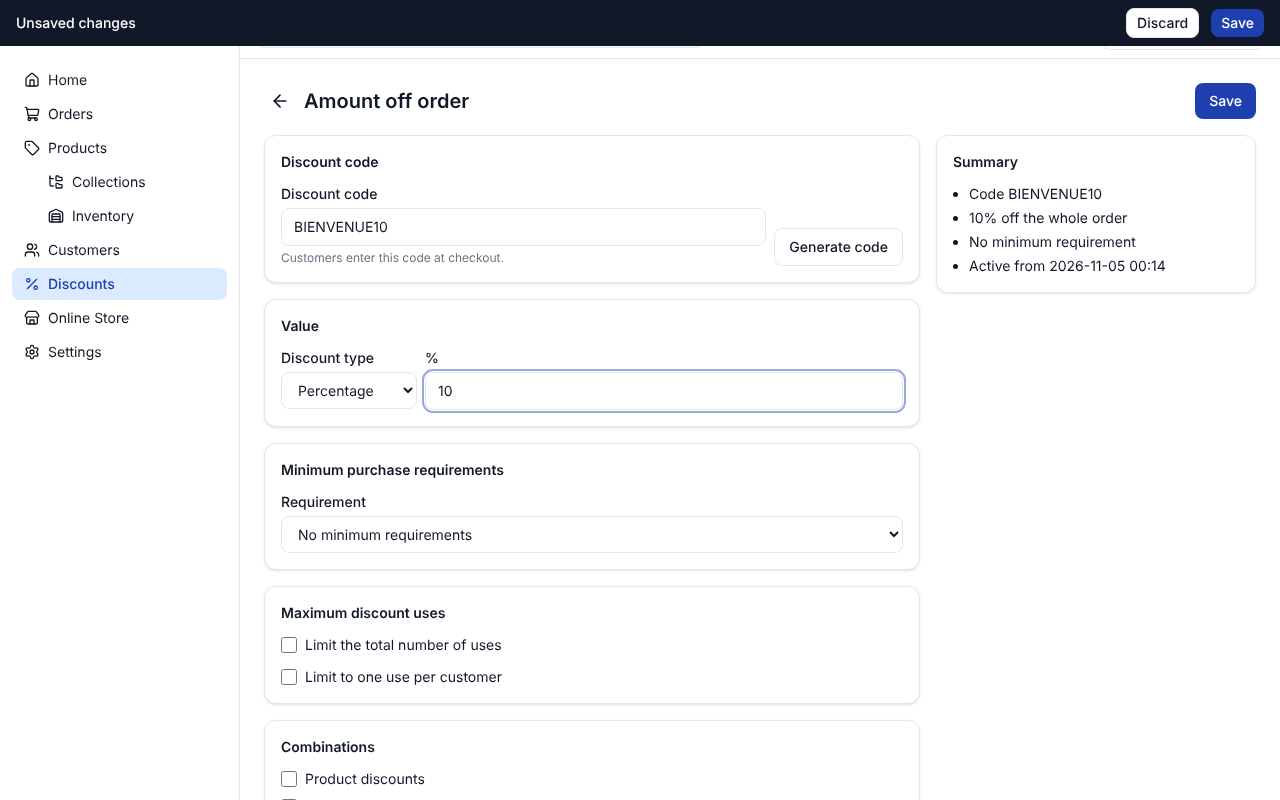 Unsaved changes
Discard
Save
Home
Orders
Products
Collections
Inventory
Customers
Discounts
Online Store
Settings
Amount off order
Save
Discount code
Discount code
BIENVENUE10
Customers enter this code at checkout.
Generate code
Value
Discount type
%
Percentage
10
Minimum purchase requirements
Requirement
No minimum requirements
Maximum discount uses
Limit the total number of uses
Limit to one use per customer
Combinations
Product discounts
Summary
Code BIENVENUE10
10% off the whole order
No minimum requirement
Active from 2026-11-05 00:14